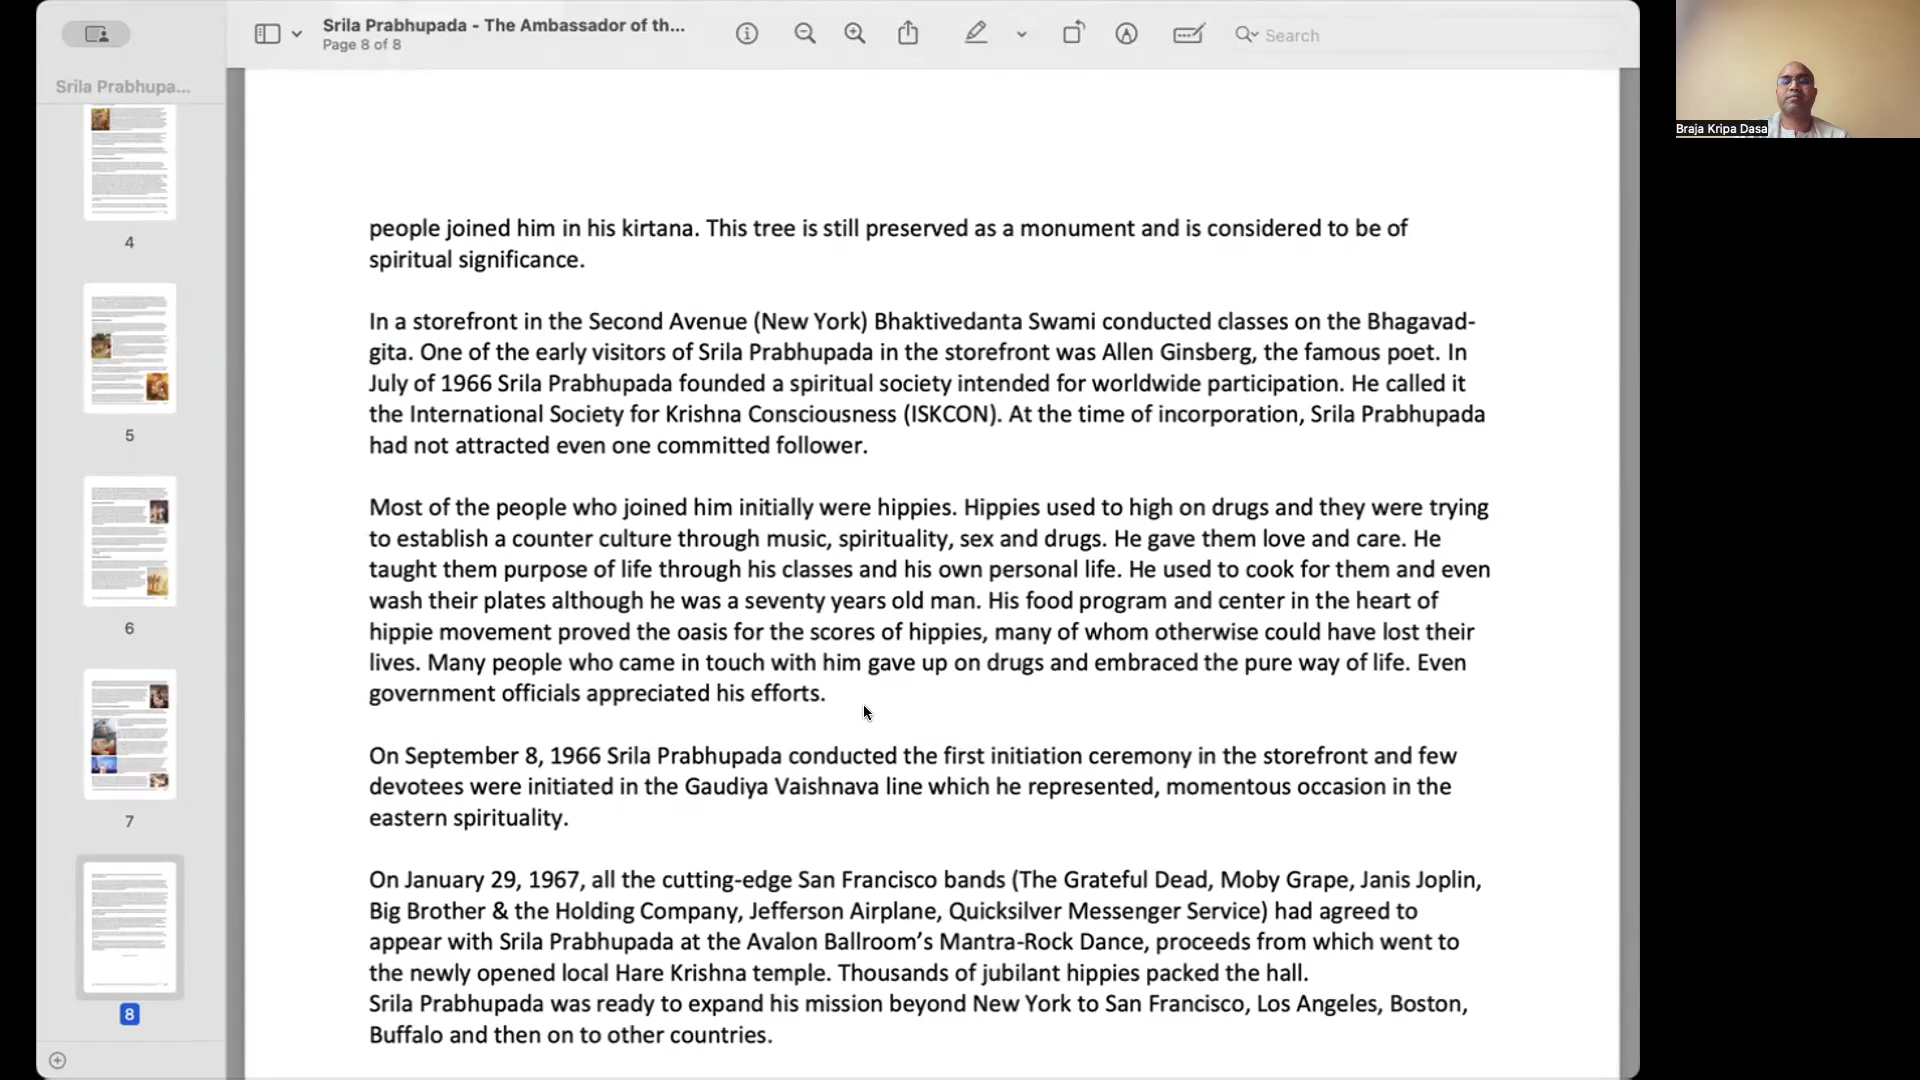 Srila Prabhupada - The Ambassador of th...
Page 8 of 8
Search
Srila Prabhupa...
4
5
6
7
8
Braja Kripa Dasa
people joined him in his kirtana. This tree is still preserved as a monument and is considered to be of
spiritual significance.
In a storefront in the Second Avenue (New York) Bhaktivedanta Swami conducted classes on the Bhagavad-
gita. One of the early visitors of Srila Prabhupada in the storefront was Allen Ginsberg, the famous poet. In
July of 1966 Srila Prabhupada founded a spiritual society intended for worldwide participation. He called it
the International Society for Krishna Consciousness (ISKCON). At the time of incorporation, Srila Prabhupada
had not attracted even one committed follower.
Most of the people who joined him initially were hippies. Hippies used to high on drugs and they were trying
to establish a counter culture through music, spirituality, sex and drugs. He gave them love and care. He
taught them purpose of life through his classes and his own personal life. He used to cook for them and even
wash their plates although he was a seventy years old man. His food program and center in the heart of
hippie movement proved the oasis for the scores of hippies, many of whom otherwise could have lost their
lives. Many people who came in touch with him gave up on drugs and embraced the pure way of life. Even
government officials appreciated his efforts.
On September 8, 1966 Srila Prabhupada conducted the first initiation ceremony in the storefront and few
devotees were initiated in the Gaudiya Vaishnava line which he represented, momentous occasion in the
eastern spirituality.
On January 29, 1967, all the cutting-edge San Francisco bands (The Grateful Dead, Moby Grape, Janis Joplin,
Big Brother & the Holding Company, Jefferson Airplane, Quicksilver Messenger Service) had agreed to
appear with Srila Prabhupada at the Avalon Ballroom’s Mantra-Rock Dance, proceeds from which went to
the newly opened local Hare Krishna temple. Thousands of jubilant hippies packed the hall.
Srila Prabhupada was ready to expand his mission beyond New York to San Francisco, Los Angeles, Boston,
Buffalo and then on to other countries.